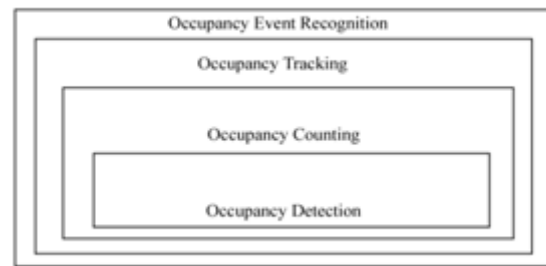 Occupancy Event Recognition
Occupancy Tracking
Occupancy Counting
Occupancy Detection